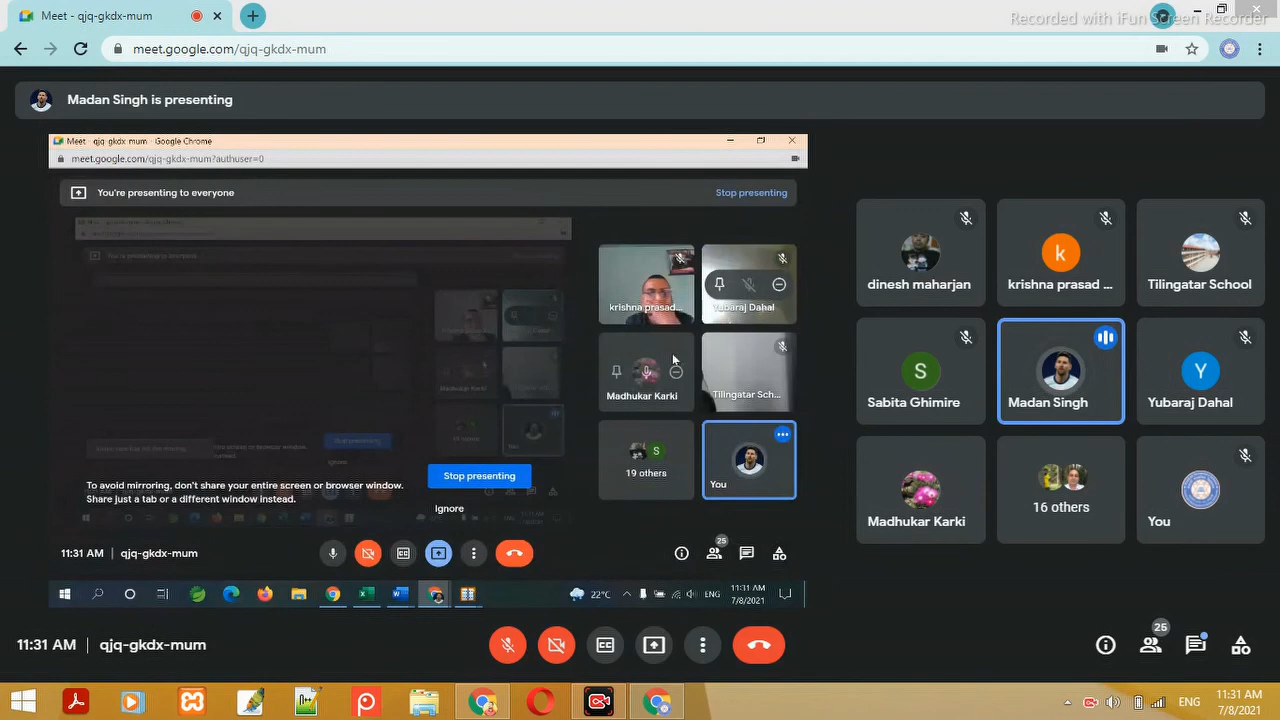 Meet - qjq-gkdx-mum
Recorded with iFun Screen Recorder
meet.google.com/qjq-gkdx-mum
Madan Singh is presenting
Meet - qjq-gkdx-mum - Google Chrome
meet.google.com/qjq-gkdx-mum?authuser=0
You're presenting to everyone
Stop presenting
krishna prasad...
Yubaraj Dahal
Madhukar Karki
Tilingatar Sch...
S
19 others
You
To avoid mirroring, don't share your entire screen or browser window.
Share just a tab or a different window instead.
Stop presenting
Ignore
11:31 AM | qjq-gkdx-mum
25
22°C
ENG
11:31 AM
7/8/2021
dinesh maharjan
k
krishna prasad ...
Tilingatar School
S
Sabita Ghimire
Madan Singh
Y
Yubaraj Dahal
Madhukar Karki
16 others
You
11:31 AM | qjq-gkdx-mum
25
ENG
11:31 AM
7/8/2021